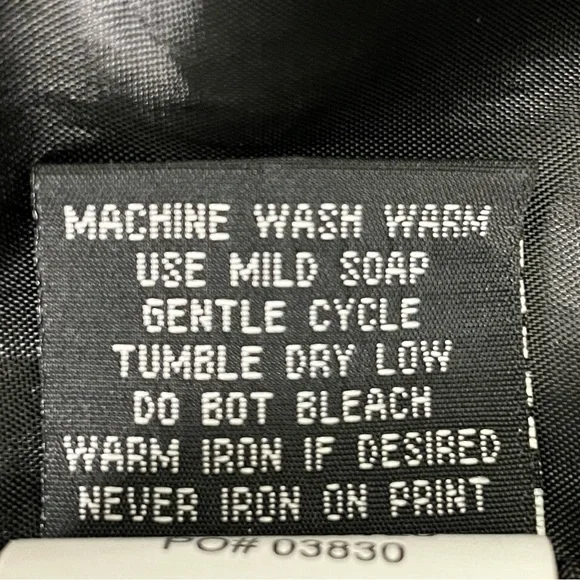 MACHINE WASH WARM
USE MILD SOAP
GENTLE CYCLE
TUMBLE DRY LOW
DO BOT BLEACH
WARM IRON IF DESIRED
NEVER IRON ON PRINT
PO# 03830